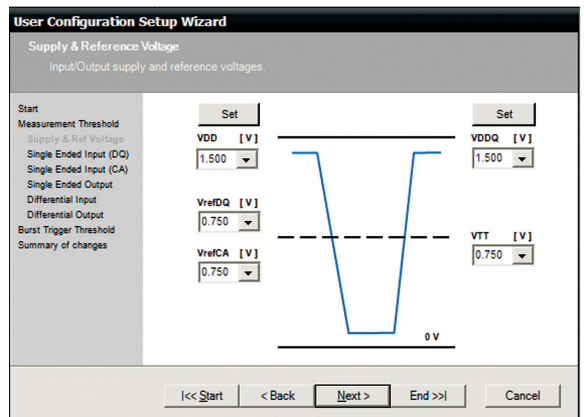 User Configuration Setup Wizard
Supply & Reference Voltage
Input/Output supply and reference voltages.
Start
Measurement Threshold
Supply & Ref Voltage
Single Ended Input (DQ)
Single Ended Input (CA)
Single Ended Output
Differential Input
Differential Output
Burst Trigger Threshold
Summary of changes
Set
VDD [V]
1.500
VrefDQ [V]
0.750
VrefCA [V]
0.750
Set
VDDQ [V]
1.500
VTT [V]
0.750
0 V
|<< Start
< Back
Next >
End >>|
Cancel